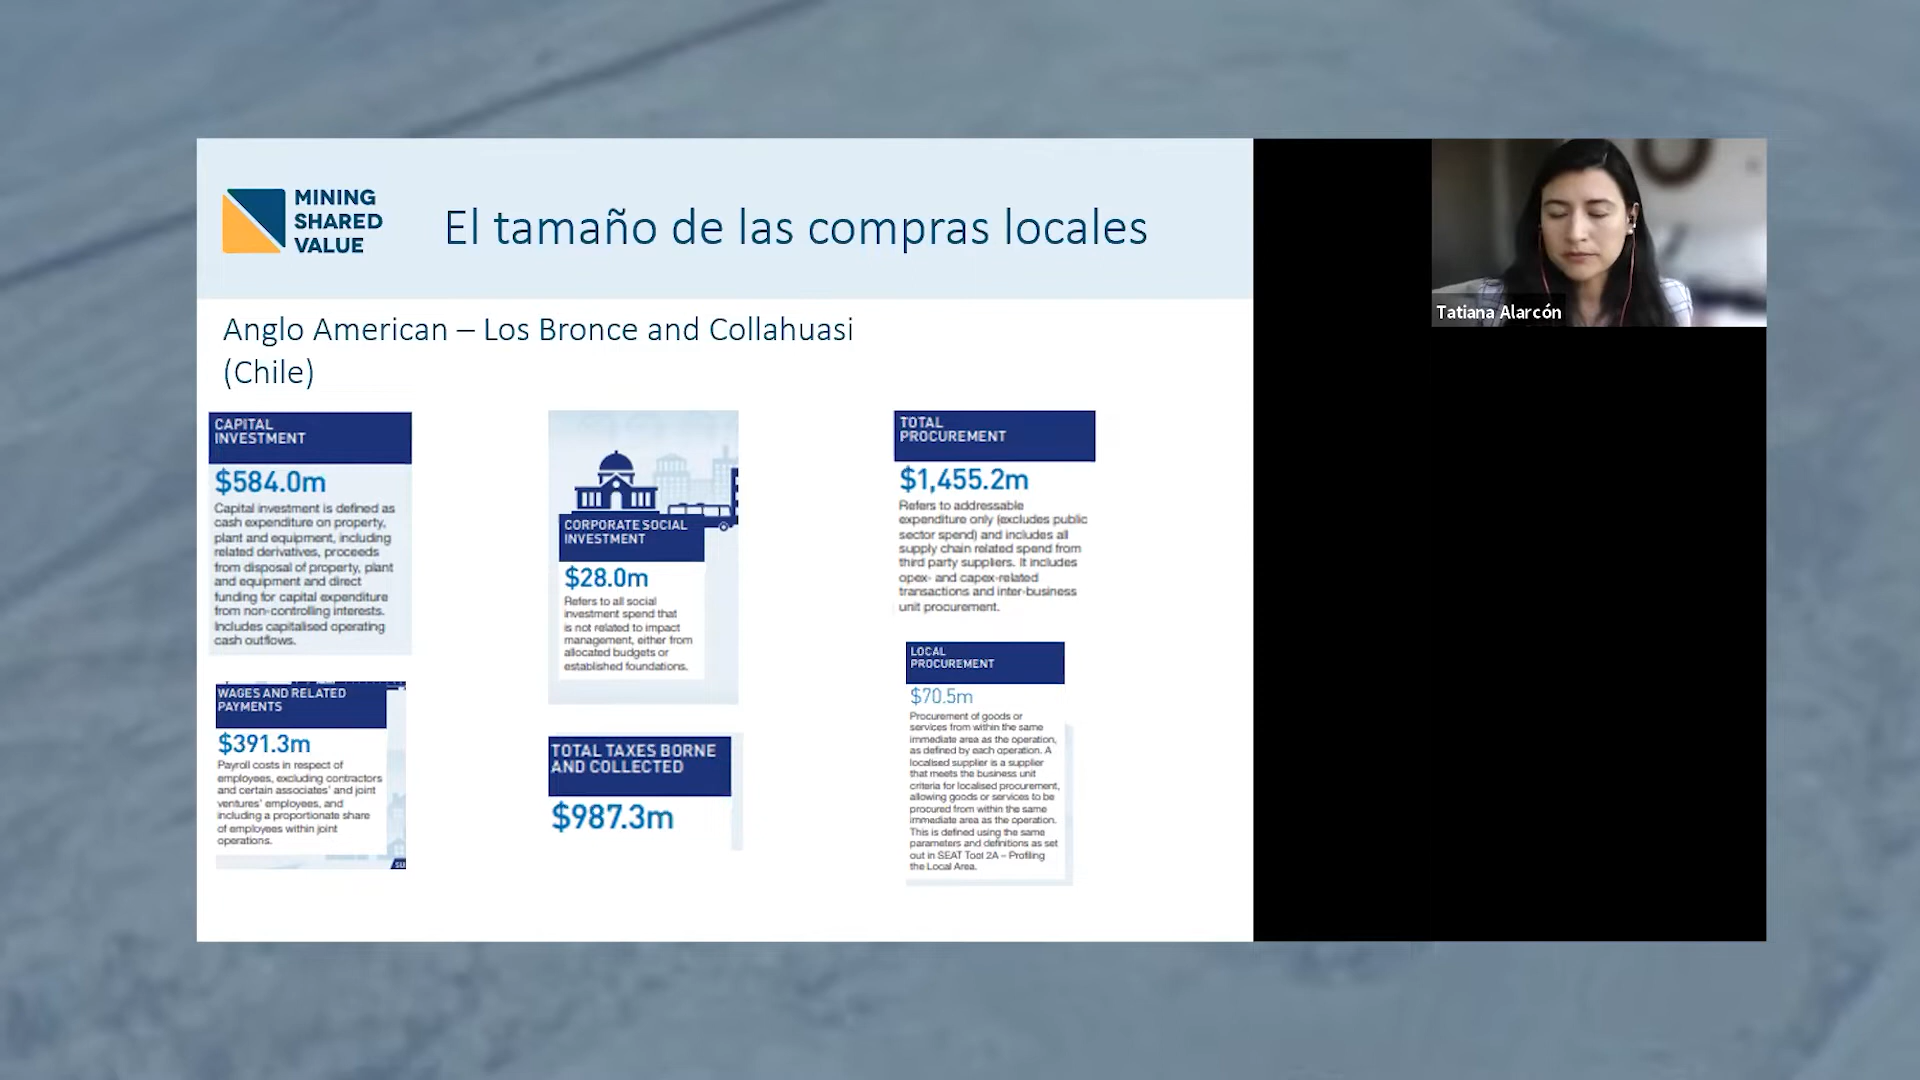 MINING
SHARED
VALUE
El tamaño de las compras locales
Anglo American – Los Bronce and Collahuasi
(Chile)
CAPITAL
INVESTMENT
$584.0m
Capital investment is defined as
cash expenditure on property,
plant and equipment, including
related derivatives, proceeds
from disposal of property, plant
and equipment and direct
funding for capital expenditure
from non-controlling interests.
Includes capitalised operating
cash outflows.
WAGES AND RELATED
PAYMENTS
$391.3m
Payroll costs in respect of
employees, excluding contractors
and certain associates' and joint
ventures' employees, and
including a proportionate share
of employees within joint
operations.
CORPORATE SOCIAL
INVESTMENT
$28.0m
Refers to all social
investment spend that
is not related to impact
management, either from
allocated budgets or
established foundations.
TOTAL TAXES BORNE
AND COLLECTED
$987.3m
TOTAL
PROCUREMENT
$1,455.2m
Refers to addressable
expenditure only (excludes public
sector spend) and includes all
supply chain related spend from
third party suppliers. It includes
opex- and capex-related
transactions and inter-business
unit procurement.
LOCAL
PROCUREMENT
$70.5m
Procurement of goods or
services from within the same
immediate area as the operation,
as defined by each operation. A
localised supplier is a supplier
that meets the business unit
criteria for localised procurement,
allowing goods or services to be
procured from within the same
immediate area as the operation.
This is defined using the same
parameters and definitions as set
out in SEAT Tool 2A – Profiling
the Local Area.
Tatiana Alarcón